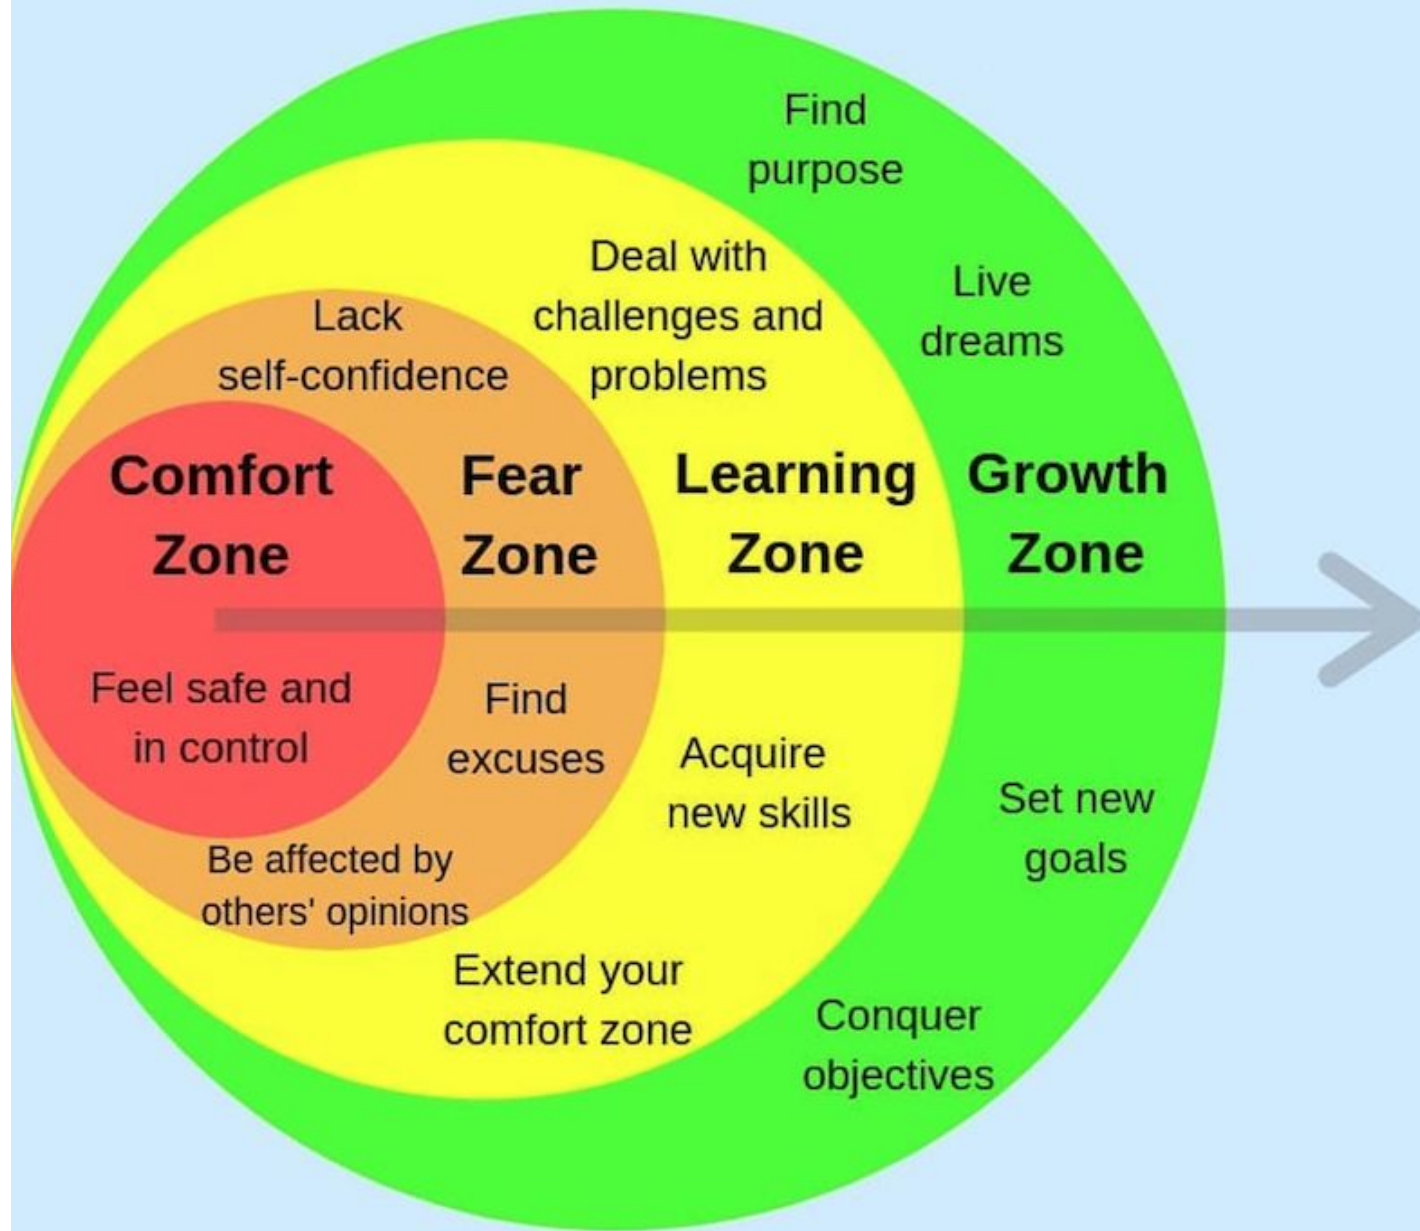 Comfort
Zone
Feel safe and
in control
Lack
self-confidence
Fear
Zone
Find
excuses
Be affected by
others' opinions
Deal with
challenges and
problems
Learning
Zone
Acquire
new skills
Extend your
comfort zone
Find
purpose
Live
dreams
Growth
Zone
Set new
goals
Conquer
objectives